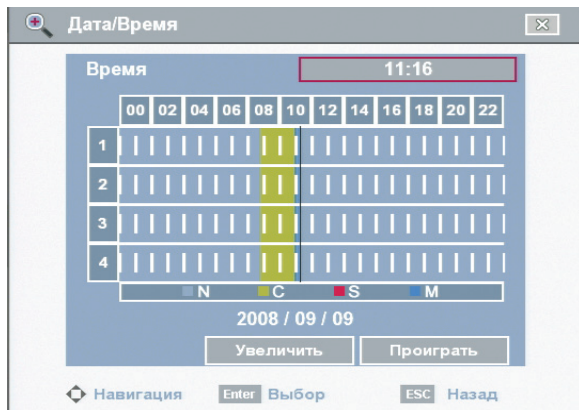 Дата/Время
Время 11:16
00 02 04 06 08 10 12 14 16 18 20 22
1
2
3
4
N C S M
2008 / 09 / 09
Увеличить Проиграть
Навигация Enter Выбор ESC Назад